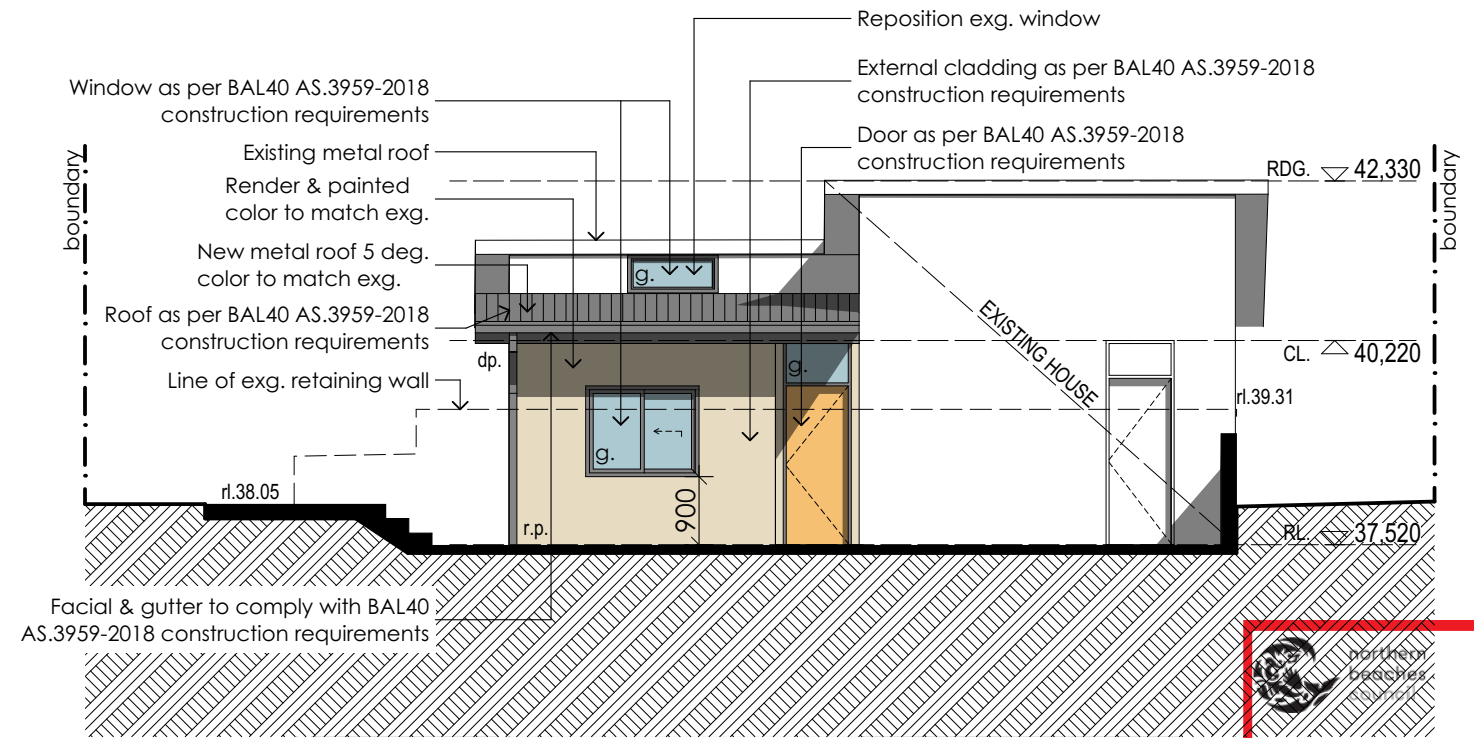 Reposition exg. window
Window as per BAL40 AS.3959-2018
construction requirements
External cladding as per BAL40 AS.3959-2018
construction requirements
Door as per BAL40 AS.3959-2018
construction requirements
Existing metal roof
Render & painted
color to match exg.
New metal roof 5 deg.
color to match exg.
Roof as per BAL40 AS.3959-2018
construction requirements
Line of exg. retaining wall
boundary
boundary
RDG. 42,330
g.
EXISTING HOUSE
CL. 40,220
dp.
g.
rl.39.31
g.
rl.38.05
900
r.p.
RL. 37,520
Facial & gutter to comply with BAL40
AS.3959-2018 construction requirements
northern
beaches
council